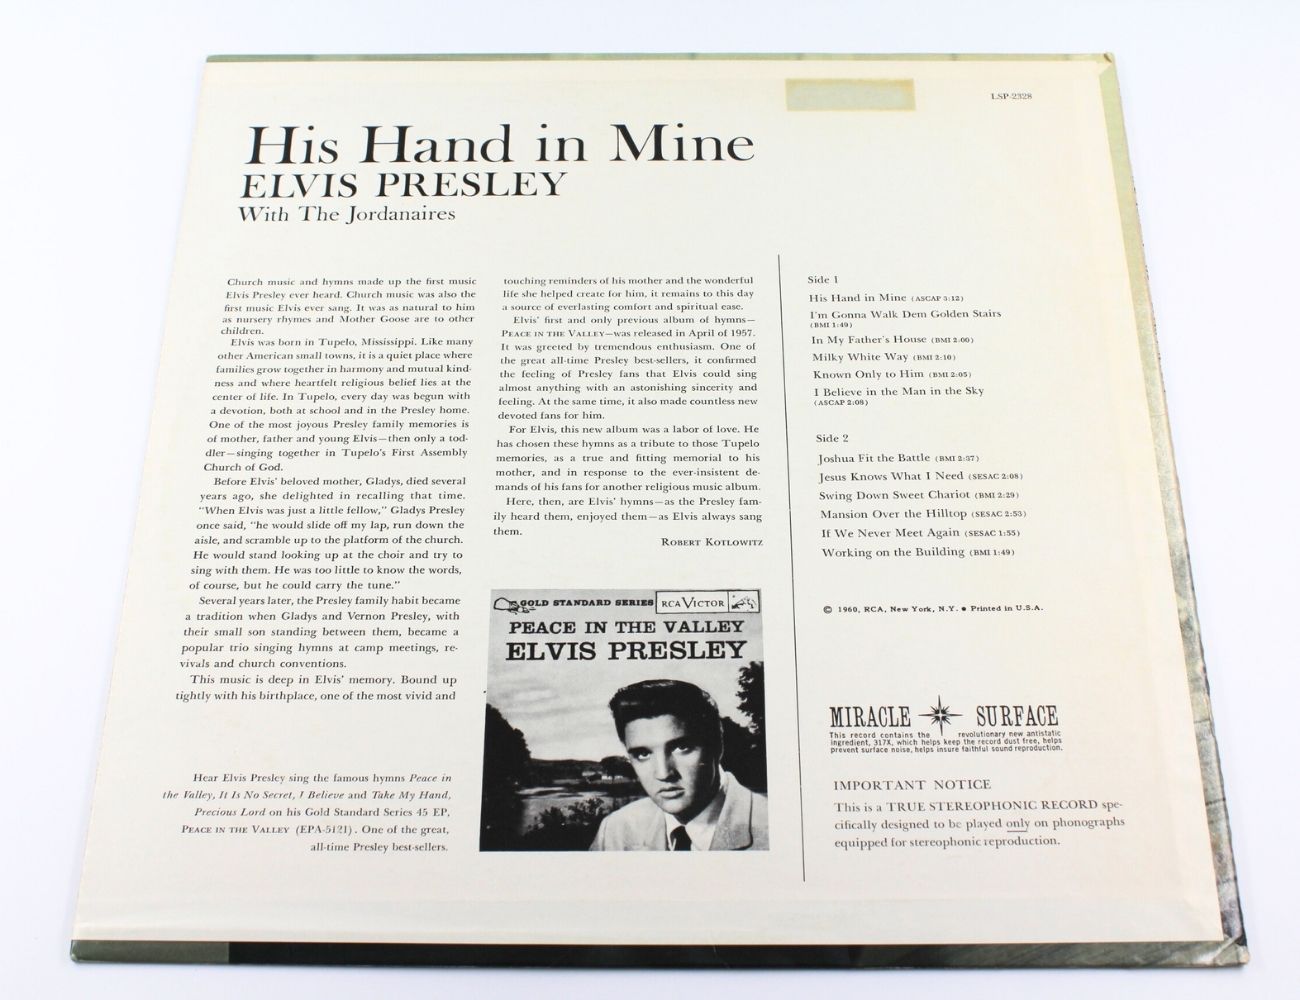 LSP-2328
His Hand in Mine
ELVIS PRESLEY
With The Jordanaires
Church music and hymns made up the first music
Elvis Presley ever heard. Church music was also the
first music Elvis ever sang. It was as natural to him
as nursery rhymes and Mother Goose are to other
children.
Elvis was born in Tupelo, Mississippi. Like many
other American small towns, it is a quiet place where
families grow together in harmony and mutual kind-
ness and where heartfelt religious belief lies at the
center of life. In Tupelo, every day was begun with
a devotion, both at school and in the Presley home.
One of the most joyous Presley family memories is
of mother, father and young Elvis—then only a tod-
dler—singing together in Tupelo's First Assembly
Church of God.
Before Elvis' beloved mother, Gladys, died several
years ago, she delighted in recalling that time.
"When Elvis was just a little fellow," Gladys Presley
once said, "he would slide off my lap, run down the
aisle, and scramble up to the platform of the church.
He would stand looking up at the choir and try to
sing with them. He was too little to know the words,
of course, but he could carry the tune."
Several years later, the Presley family habit became
a tradition when Gladys and Vernon Presley, with
their small son standing between them, became a
popular trio singing hymns at camp meetings, re-
vivals and church conventions.
This music is deep in Elvis' memory. Bound up
tightly with his birthplace, one of the most vivid and
touching reminders of his mother and the wonderful
life she helped create for him, it remains to this day
a source of everlasting comfort and spiritual ease.
Elvis' first and only previous album of hymns—
PEACE IN THE VALLEY—was released in April of 1957.
It was greeted by tremendous enthusiasm. One of
the great all-time Presley best-sellers, it confirmed
the feeling of Presley fans that Elvis could sing
almost anything with an astonishing sincerity and
feeling. At the same time, it also made countless new
devoted fans for him.
For Elvis, this new album was a labor of love. He
has chosen these hymns as a tribute to those Tupelo
memories, as a true and fitting memorial to his
mother, and in response to the ever-insistent de-
mands of his fans for another religious music album.
Here, then, are Elvis' hymns—as the Presley fam-
ily heard them, enjoyed them—as Elvis always sang
them.
ROBERT KOTLOWITZ
Hear Elvis Presley sing the famous hymns Peace in
the Valley, It Is No Secret, I Believe and Take My Hand,
Precious Lord on his Gold Standard Series 45 EP,
PEACE IN THE VALLEY (EPA-5121). One of the great,
all-time Presley best-sellers.
GOLD STANDARD SERIES RCA VICTOR
PEACE IN THE VALLEY
ELVIS PRESLEY
Side 1
His Hand in Mine (ASCAP 3:12)
I'm Gonna Walk Dem Golden Stairs
(BMI 1:49)
In My Father's House (BMI 2:00)
Milky White Way (BMI 2:10)
Known Only to Him (BMI 2:05)
I Believe in the Man in the Sky
(ASCAP 2:08)
Side 2
Joshua Fit the Battle (BMI 2:37)
Jesus Knows What I Need (SESAC 2:08)
Swing Down Sweet Chariot (BMI 2:29)
Mansion Over the Hilltop (SESAC 2:53)
If We Never Meet Again (SESAC 1:55)
Working on the Building (BMI 1:49)
© 1960, RCA, New York, N.Y. • Printed in U.S.A.
MIRACLE SURFACE
This record contains the revolutionary new antistatic
ingredient, 317X, which helps keep the record dust free, helps
prevent surface noise, helps insure faithful sound reproduction.
IMPORTANT NOTICE
This is a TRUE STEREOPHONIC RECORD spe-
cifically designed to be played only on phonographs
equipped for stereophonic reproduction.